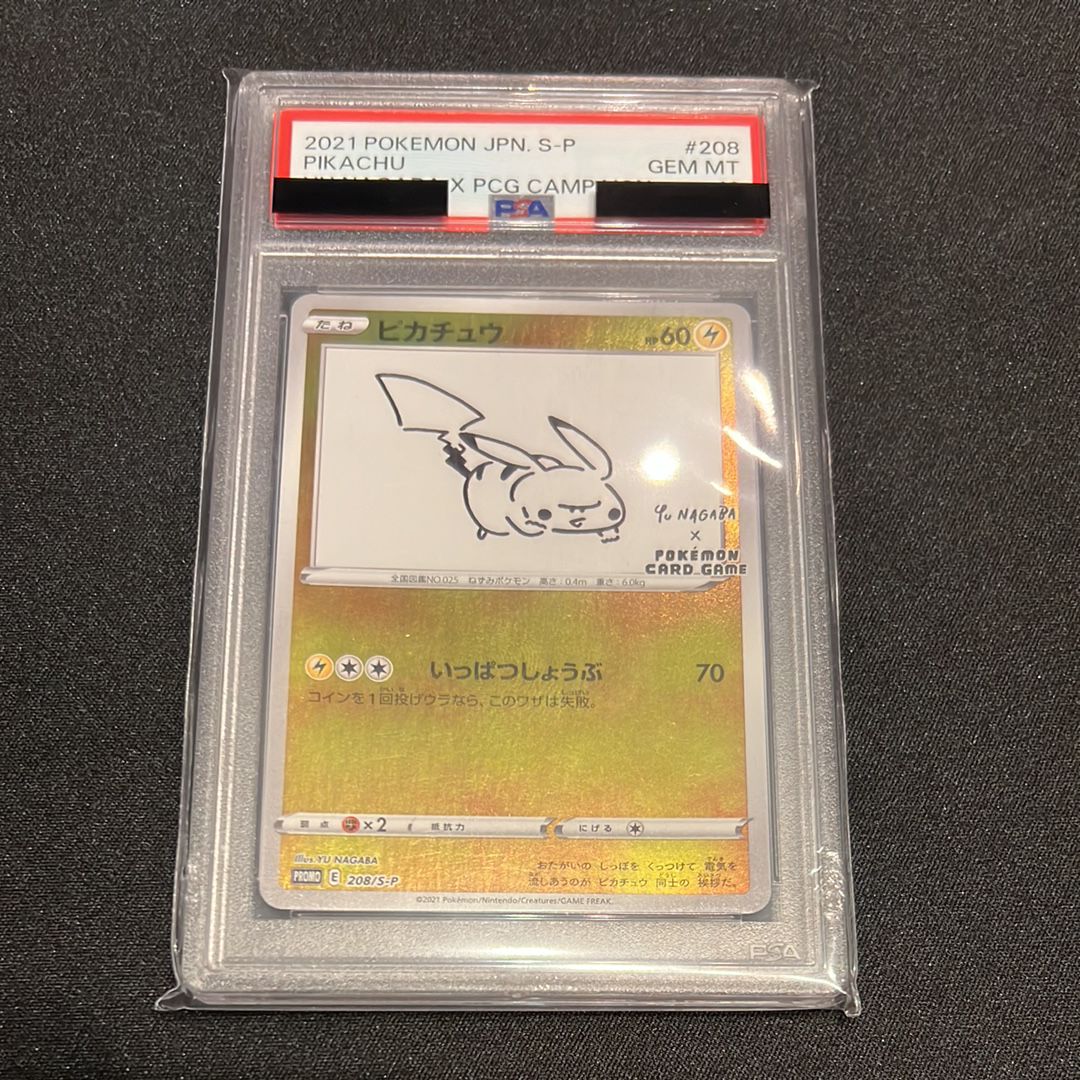 2021 POKEMON JPN. S-P #208
PIKACHU GEM MT
X PCG CAMP
PSA
たね ピカチュウ HP60
Yu NAGABA
×
POKÉMON
CARD GAME
全国図鑑NO.025 ねずみポケモン 高さ:0.4m 重さ:6.0kg
いっぱつしょうぶ 70
コインを1回投げウラなら、このワザは失敗。
弱点 ×2 抵抗力 にげる
Illus. YU NAGABA
PROMO E 208/S-P
おたがいの しっぽを くっつけて 電気を
流しあうのが ピカチュウ 同士の 挨拶だ。
©2021 Pokémon/Nintendo/Creatures/GAME FREAK.
PSA